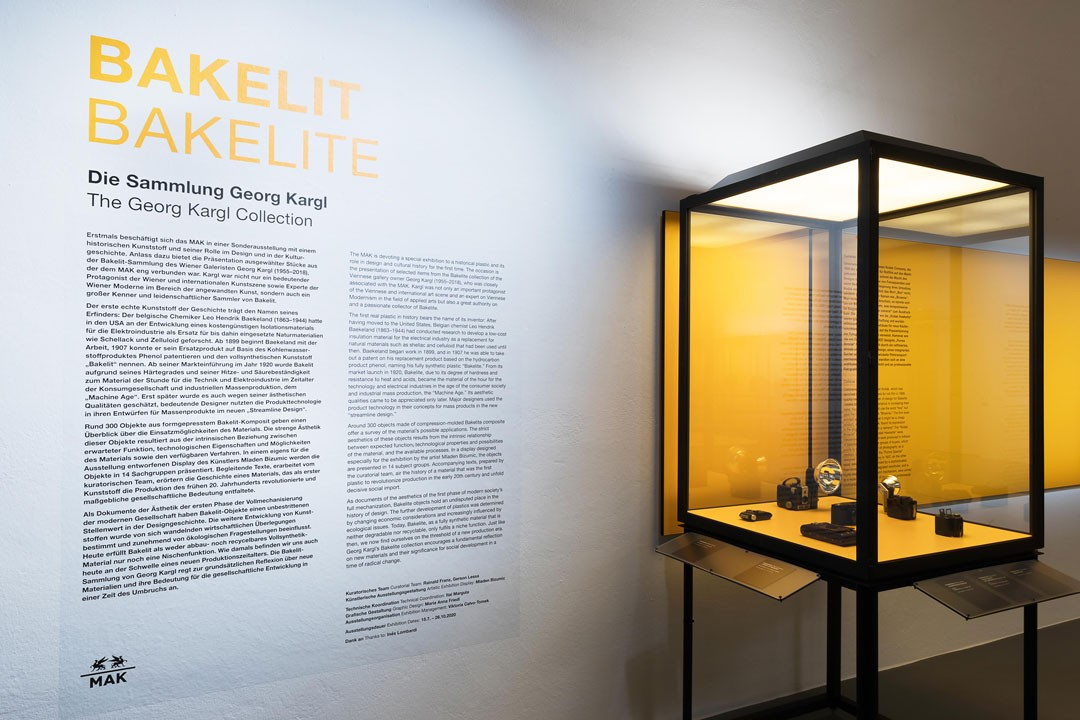 BAKELIT
BAKELITE
Die Sammlung Georg Kargl
The Georg Kargl Collection
Erstmals beschäftigt sich das MAK in einer Sonderausstellung mit einem
historischen Kunststoff und seiner Rolle im Design und in der Kultur-
geschichte. Anlass dazu bietet die Präsentation ausgewählter Stücke aus
der Bakelit-Sammlung des Wiener Galeristen Georg Kargl (1955–2018),
der dem MAK eng verbunden war. Kargl war nicht nur ein bedeutender
Protagonist der Wiener und internationalen Kunstszene sowie Experte der
Wiener Moderne im Bereich der angewandten Kunst, sondern auch ein
großer Kenner und leidenschaftlicher Sammler von Bakelit.
Der erste echte Kunststoff der Geschichte trägt den Namen seines
Erfinders: Der belgische Chemiker Leo Hendrik Baekeland (1863–1944) hatte
in den USA an der Entwicklung eines kostengünstigen Isolationsmaterials
für die Elektroindustrie als Ersatz für bis dahin eingesetzte Naturmaterialien
wie Schellack und Zelluloid geforscht. Ab 1899 beginnt Baekeland mit der
Arbeit, 1907 konnte er sein Ersatzprodukt auf Basis des Kohlenwasser-
stoffproduktes Phenol patentieren und den vollsynthetischen Kunststoff
„Bakelit“ nennen. Ab seiner Markteinführung im Jahr 1920 wurde Bakelit
aufgrund seines Härtegrades und seiner Hitze- und Säurebeständigkeit
zum Material der Stunde für die Technik und Elektroindustrie im Zeitalter
der Konsumgesellschaft und industriellen Massenproduktion, dem
„Machine Age“. Erst später wurde es auch wegen seiner ästhetischen
Qualitäten geschätzt, bedeutende Designer nutzten die Produkttechnologie
in ihren Entwürfen für Massenprodukte im neuen „Streamline Design“.
Rund 300 Objekte aus formgepresstem Bakelit-Komposit geben einen
Überblick über die Einsatzmöglichkeiten des Materials. Die strenge Ästhetik
dieser Objekte resultiert aus der intrinsischen Beziehung zwischen
erwarteter Funktion, technologischen Eigenschaften und Möglichkeiten
des Materials sowie den verfügbaren Verfahren. In einem eigens für die
Ausstellung entworfenen Display des Künstlers Mladen Bizumic werden die
Objekte in 14 Sachgruppen präsentiert. Begleitende Texte, erarbeitet vom
kuratorischen Team, erörtern die Geschichte eines Materials, das als erster
Kunststoff die Produktion des frühen 20. Jahrhunderts revolutionierte und
maßgebliche gesellschaftliche Bedeutung entfaltete.
Als Dokumente der Ästhetik der ersten Phase der Vollmechanisierung
der modernen Gesellschaft haben Bakelit-Objekte einen unbestrittenen
Stellenwert in der Designgeschichte. Die weitere Entwicklung von Kunst-
stoffen wurde von sich wandelnden wirtschaftlichen Überlegungen
bestimmt und zunehmend von ökologischen Fragestellungen beeinflusst.
Heute erfüllt Bakelit als weder abbau- noch recycelbares Vollsynthetik-
Material nur noch eine Nischenfunktion. Wie damals befinden wir uns auch
heute an der Schwelle eines neuen Produktionszeitalters. Die Bakelit-
Sammlung von Georg Kargl regt zur grundsätzlichen Reflexion über neue
Materialien und ihre Bedeutung für die gesellschaftliche Entwicklung in
einer Zeit des Umbruchs an.
The MAK is devoting a special exhibition to a historical plastic and its
role in design and cultural history for the first time. The occasion is
the presentation of selected items from the Bakelite collection of the
Viennese gallery owner Georg Kargl (1955–2018), who was closely
associated with the MAK. Kargl was not only an important protagonist
of the Viennese and international art scene and an expert on Viennese
Modernism in the field of applied arts but also a great authority on
and a passionate collector of Bakelite.
The first real plastic in history bears the name of its inventor. After
having moved to the United States, Belgian chemist Leo Hendrik
Baekeland (1863–1944) had conducted research to develop a low-cost
insulation material for the electrical industry as a replacement for
natural materials such as shellac and celluloid that had been used until
then. Baekeland began work in 1899, and in 1907 he was able to take
out a patent on his replacement product based on the hydrocarbon
product phenol, naming his fully synthetic plastic “Bakelite.” From its
market launch in 1920, Bakelite, due to its degree of hardness and
resistance to heat and acids, became the material of the hour for the
technology and electrical industries in the age of the consumer society
and industrial mass production, the “Machine Age.” Its aesthetic
qualities came to be appreciated only later. Major designers used the
product technology in their concepts for mass products in the new
“streamline design.”
Around 300 objects made of compression-molded Bakelite composite
offer a survey of the material’s possible applications. The strict
aesthetics of these objects results from the intrinsic relationship
between expected function, technological properties and possibilities
of the material, and the available processes. In a display designed
especially for the exhibition by the artist Mladen Bizumic, the objects
are presented in 14 subject groups. Accompanying texts, prepared by
the curatorial team, air the history of a material that was the first
plastic to revolutionize production in the early 20th century and unfold
decisive social import.
As documents of the aesthetics of the first phase of modern society’s
full mechanization, Bakelite objects hold an undisputed place in the
history of design. The further development of plastics was determined
by changing economic considerations and increasingly influenced by
ecological issues. Today, Bakelite, as a fully synthetic material that is
neither degradable nor recyclable, only fulfills a niche function. Just like
then, we now find ourselves on the threshold of a new production era.
Georg Kargl’s Bakelite collection encourages a fundamental reflection
on new materials and their significance for social development in a
time of radical change.
Kuratorisches Team Curatorial Team: Rainald Franz, Gerson Lessa
Künstlerische Ausstellungsgestaltung Artistic Exhibition Display: Mladen Bizumic
Technische Koordination Technical Coordination: Itai Margula
Grafische Gestaltung Graphic Design: Maria Anna Friedl
Ausstellungsorganisation Exhibition Management: Viktoria Calvo-Tomek
Ausstellungsdauer Exhibition Dates: 15.7. – 26.10.2020
Dank an Thanks to: Inés Lombardi
MAK